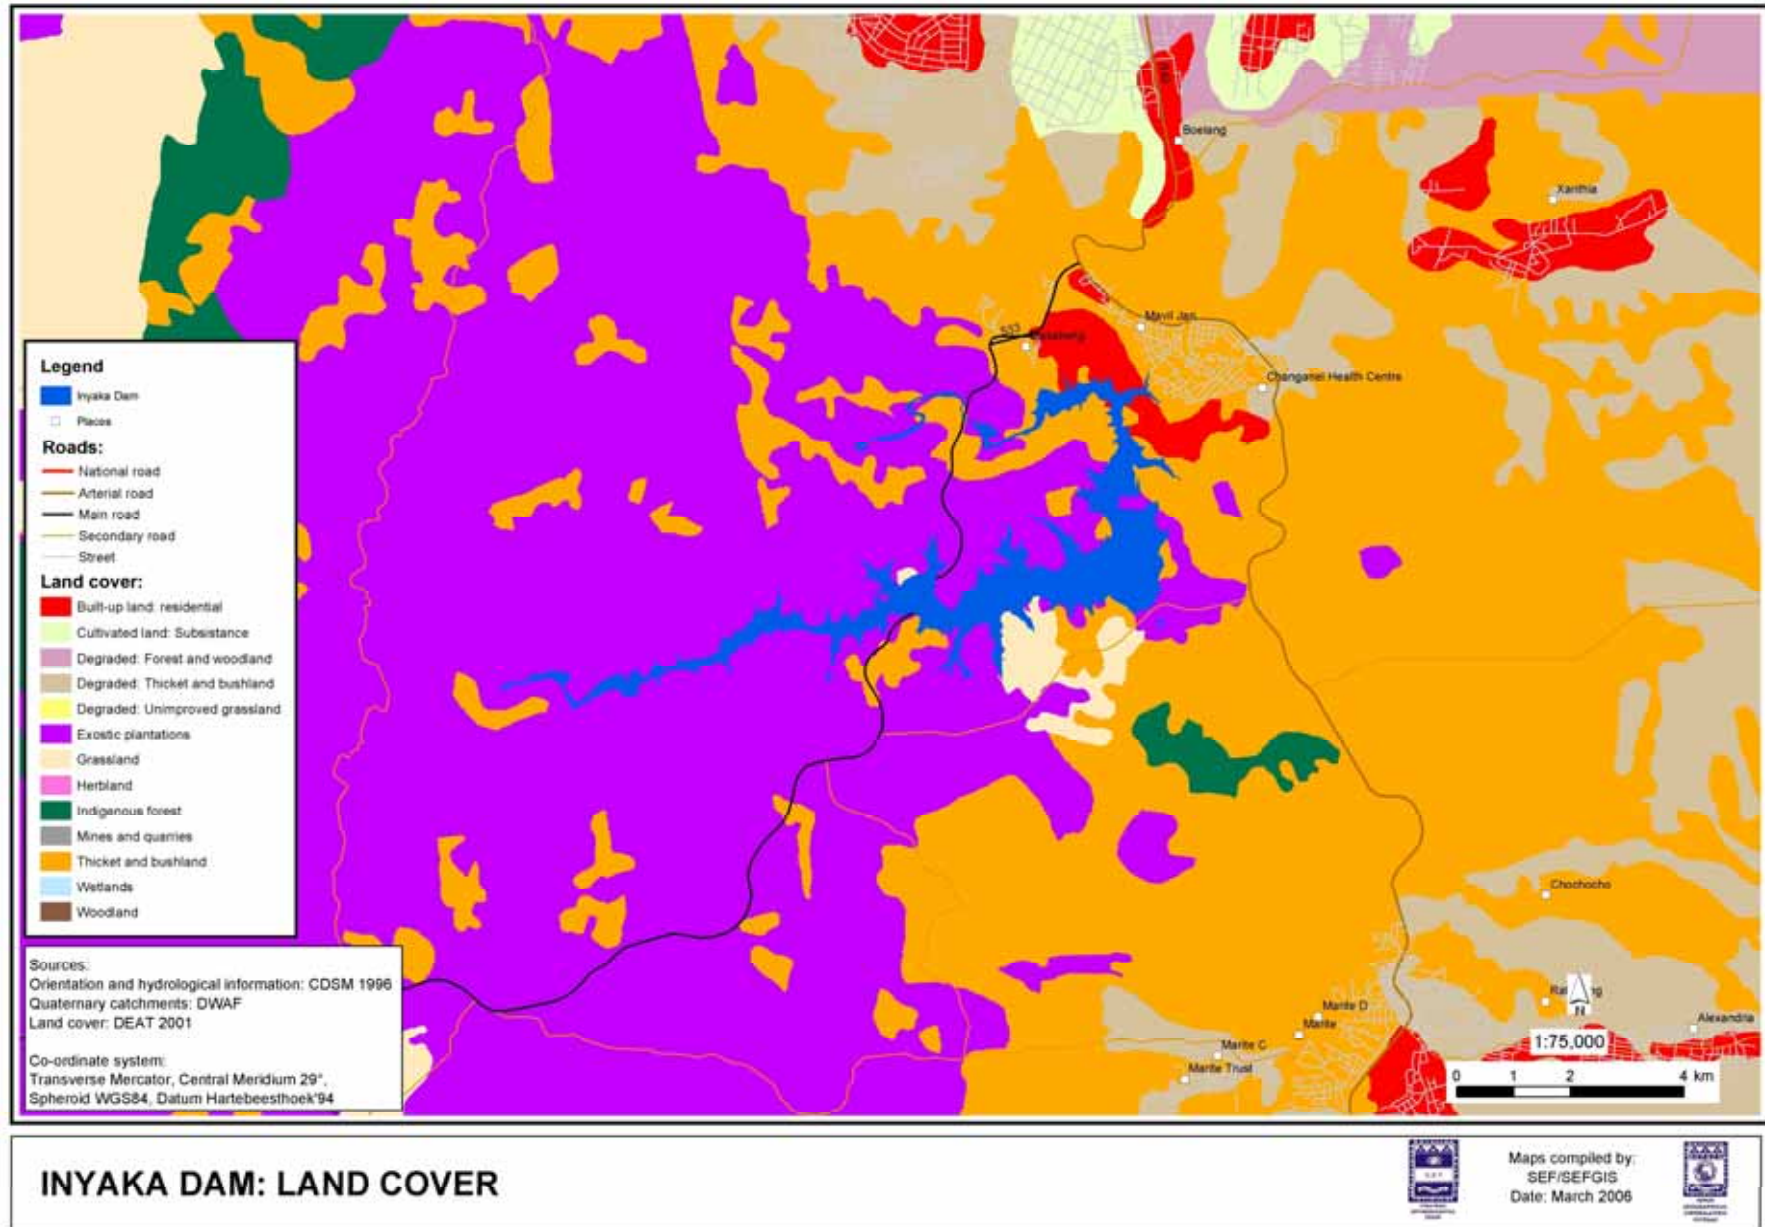 Boelang
Xanthia
Mavil Jan
533
Changanel Health Centre
Legend
Inyaka Dam
Places
Roads:
National road
Arterial road
Main road
Secondary road
Street
Land cover:
Built-up land: residential
Cultivated land: Subsistance
Degraded: Forest and woodland
Degraded: Thicket and bushland
Degraded: Unimproved grassland
Exostic plantations
Grassland
Herbland
Indigenous forest
Mines and quarries
Thicket and bushland
Wetlands
Woodland
Chochocho
Marite D
Marite
Marite C
Marite Trust
Alexandria
N
1:75,000
0 1 2 4 km
Sources:
Orientation and hydrological information: CDSM 1996
Quaternary catchments: DWAF
Land cover: DEAT 2001
Co-ordinate system:
Transverse Mercator, Central Meridium 29°,
Spheroid WGS84, Datum Hartebeesthoek'94
INYAKA DAM: LAND COVER
Maps compiled by:
SEF/SEFGIS
Date: March 2006